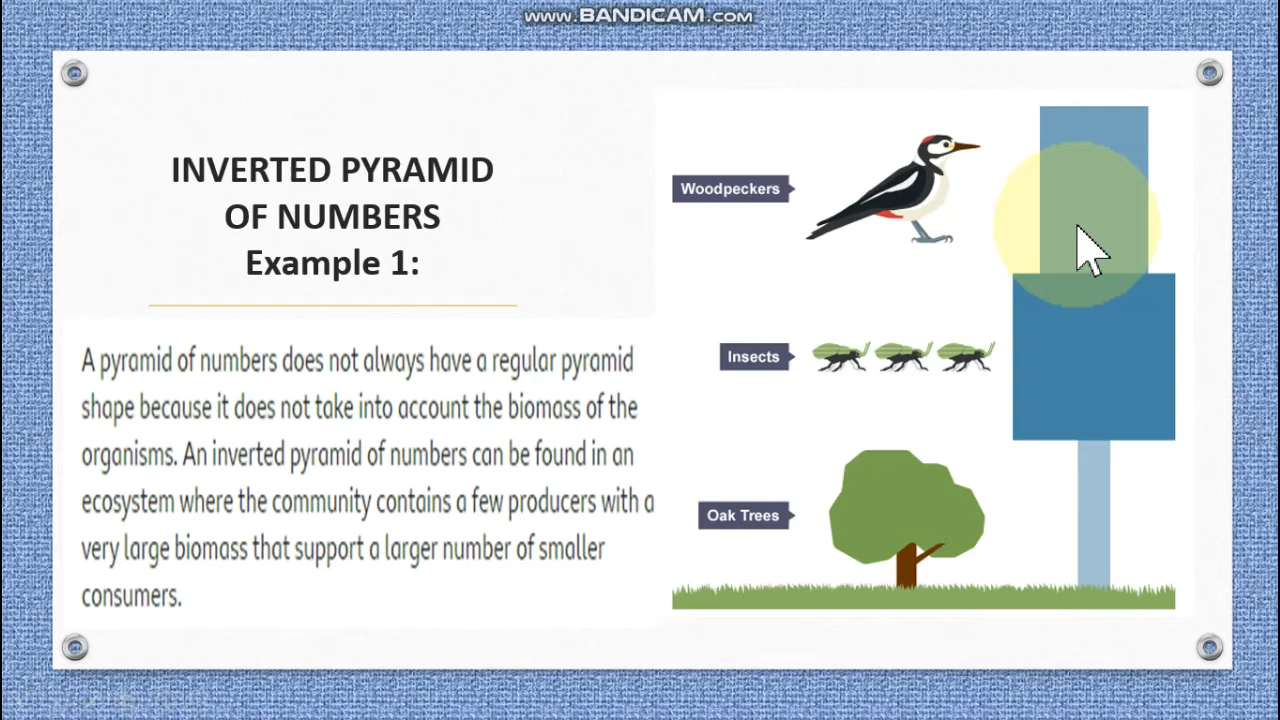 www.BANDICAM.com
INVERTED PYRAMID
OF NUMBERS
Example 1:
A pyramid of numbers does not always have a regular pyramid
shape because it does not take into account the biomass of the
organisms. An inverted pyramid of numbers can be found in an
ecosystem where the community contains a few producers with a
very large biomass that support a larger number of smaller
consumers.
Woodpeckers
Insects
Oak Trees